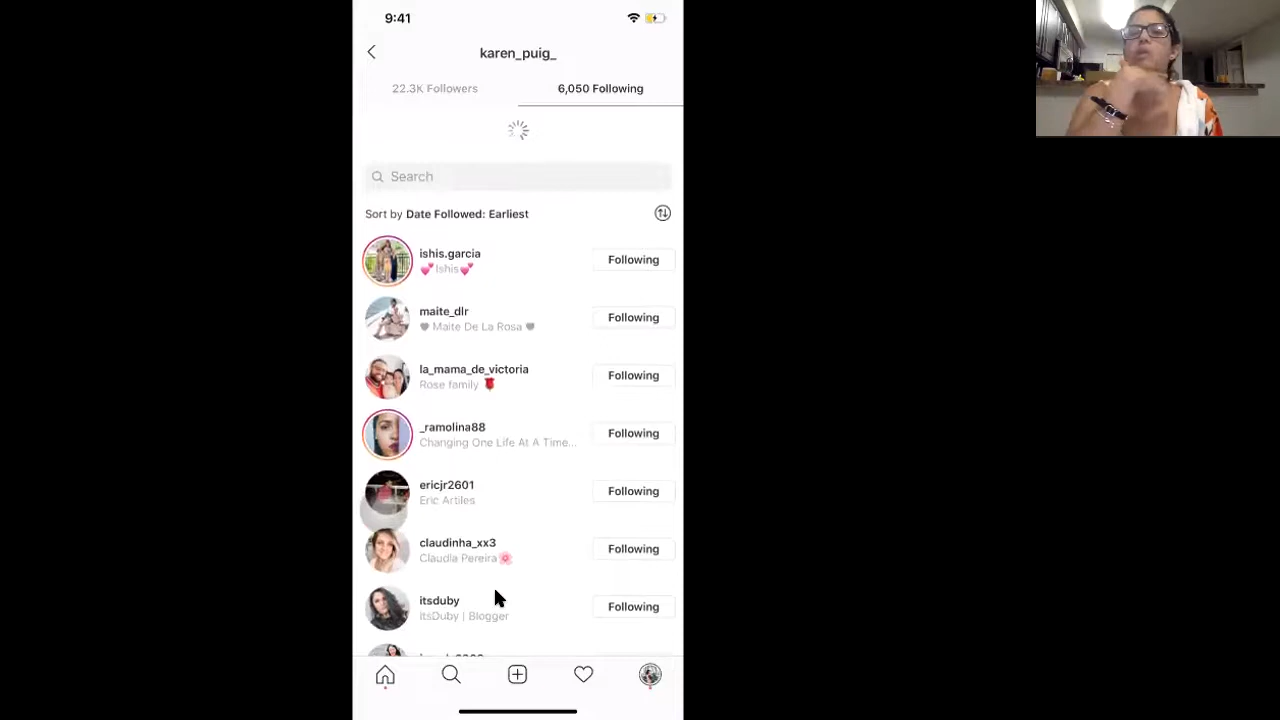 9:41
karen_puig_
22.3K Followers 6,050 Following
Search
Sort by Date Followed: Earliest
ishis.garcia
💕Ishis💕
Following
maite_dlr
🖤 Maite De La Rosa 🖤
Following
la_mama_de_victoria
Rose family 🌹
Following
_ramolina88
Changing One Life At A Time...
Following
ericjr2601
Eric Artiles
Following
claudinha_xx3
Claudia Pereira🌸
Following
itsduby
ItsDuby | Blogger
Following